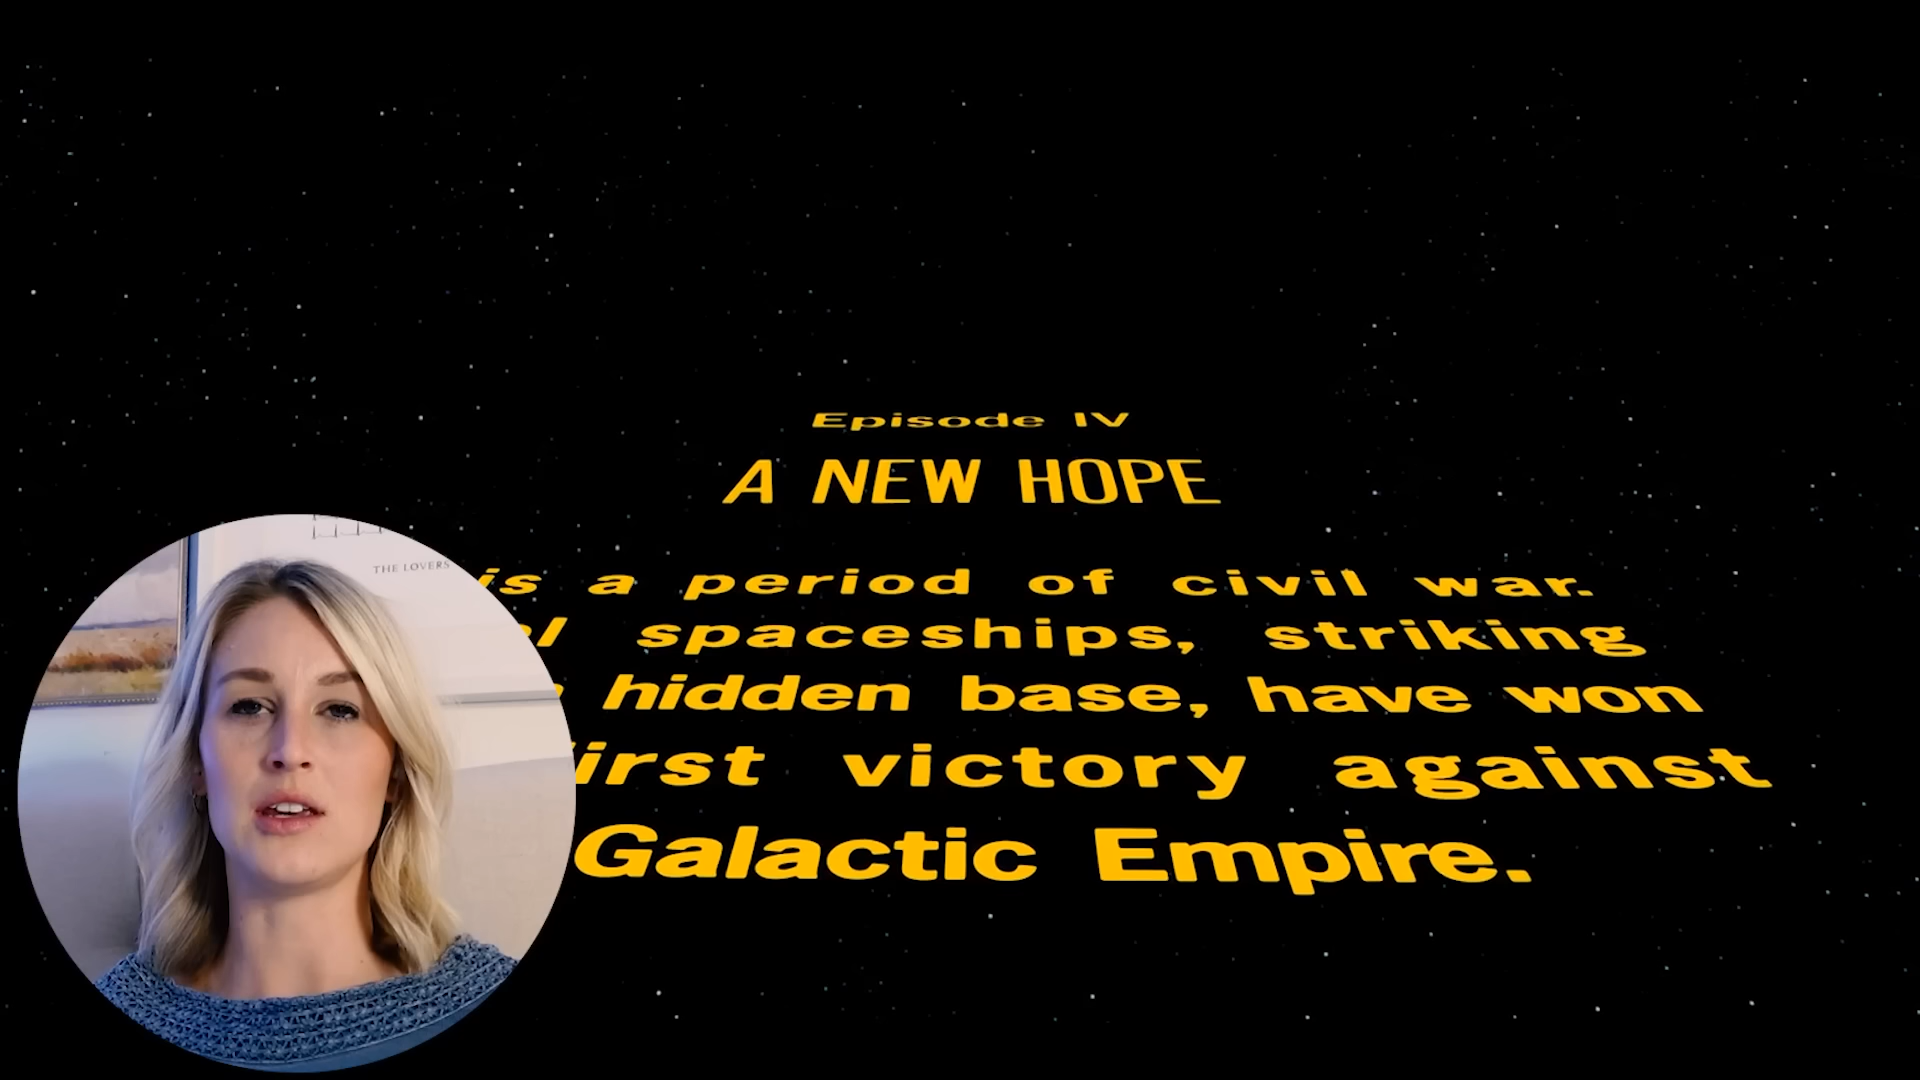 Episode IV
A NEW HOPE
is a period of civil war.
spaceships, striking
hidden base, have won
victory against
Galactic Empire.
THE LOVERS